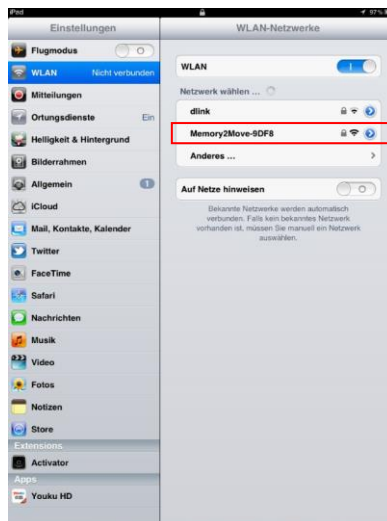 iPad
97%
Einstellungen
WLAN-Netzwerke
Flugmodus
WLAN Nicht verbunden
Mitteilungen
Ortungsdienste Ein
Helligkeit & Hintergrund
Bilderrahmen
Allgemein 1
iCloud
Mail, Kontakte, Kalender
Twitter
FaceTime
Safari
Nachrichten
Musik
Video
Fotos
Notizen
Store
Extensions
Activator
Apps
Youku HD
WLAN
Netzwerk wählen ...
dlink
Memory2Move-9DF8
Anderes ...
Auf Netze hinweisen
Bekannte Netzwerke werden automatisch
verbunden. Falls kein bekanntes Netzwerk
vorhanden ist, müssen Sie manuell ein Netzwerk
auswählen.